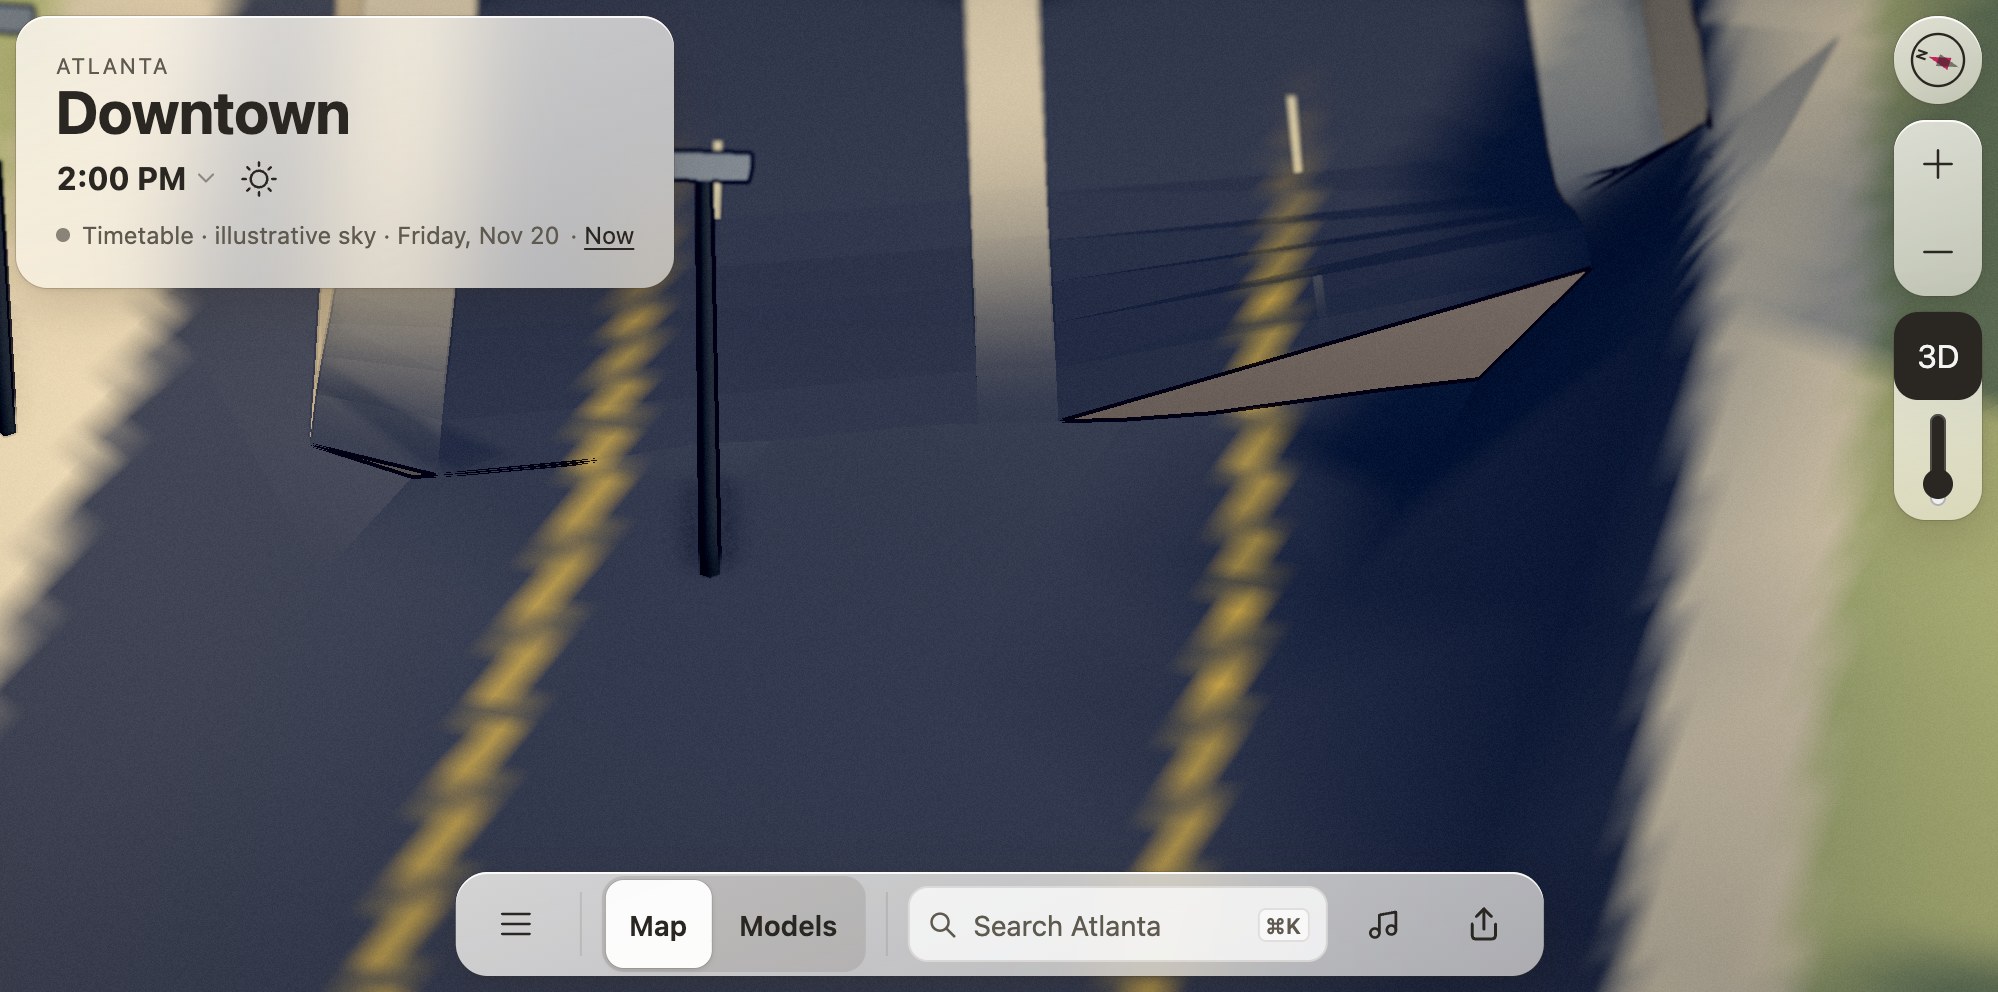 ATLANTA
Downtown
2:00 PM
Timetable · illustrative sky · Friday, Nov 20 · Now
N
3D
Map
Models
Search Atlanta
⌘K